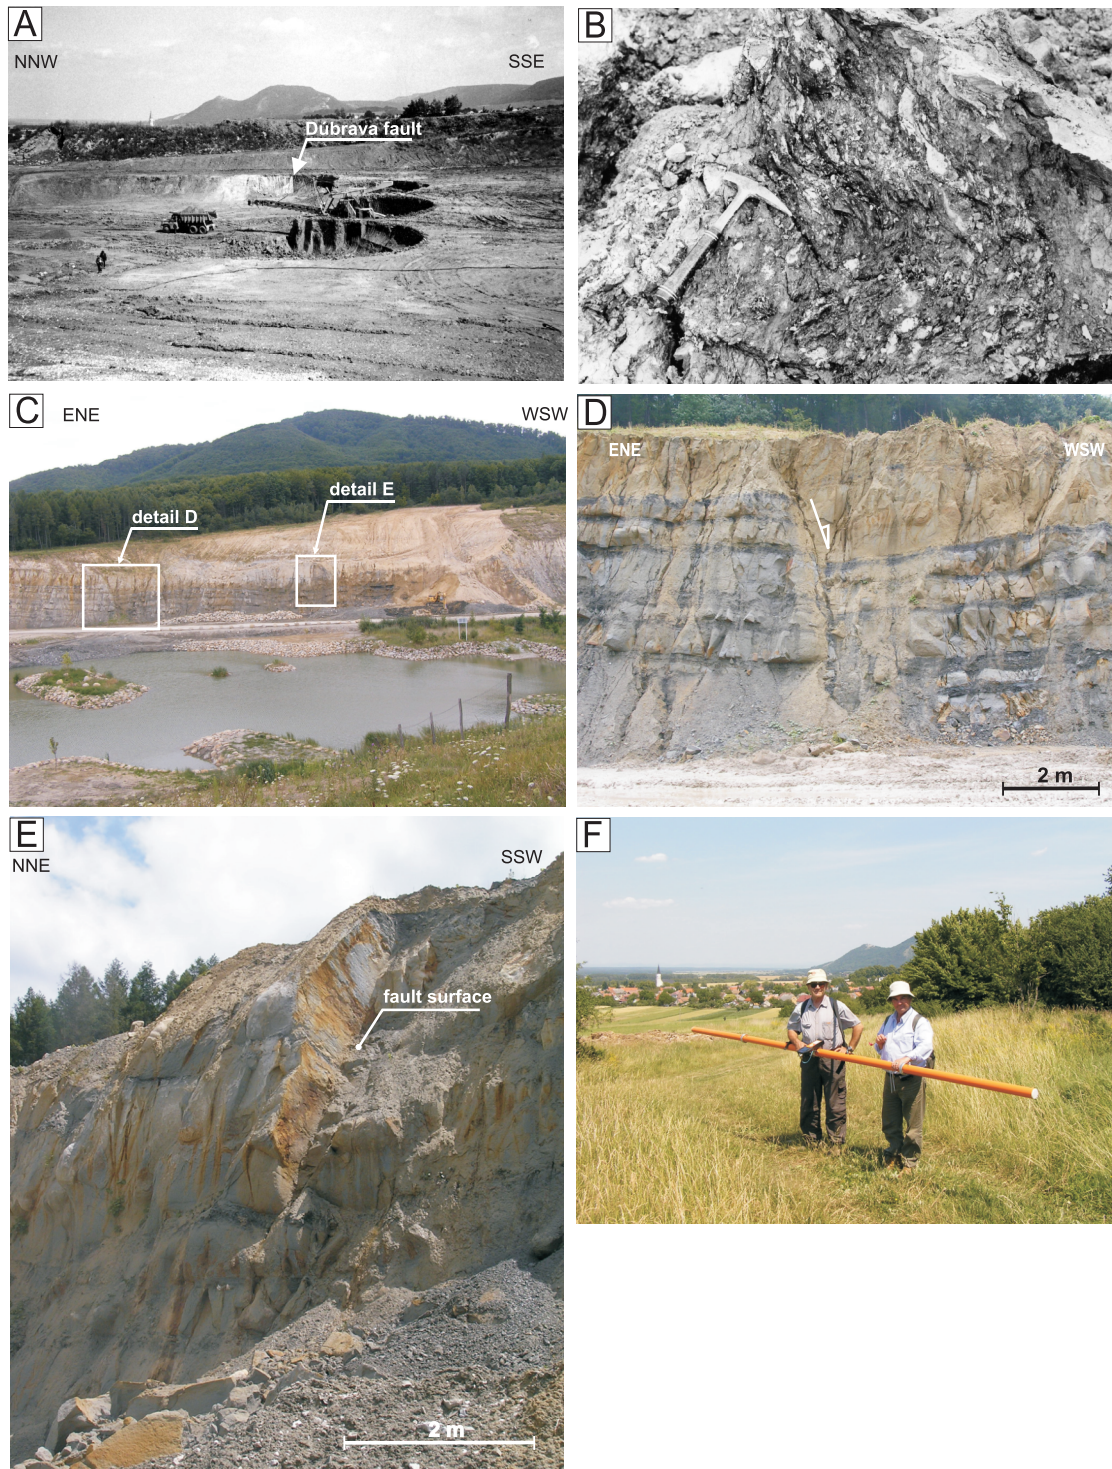 A
NNW
SSE
Dúbrava fault
B
C
ENE
WSW
detail D
detail E
D
ENE
WSW
2 m
E
NNE
SSW
fault surface
2 m
F